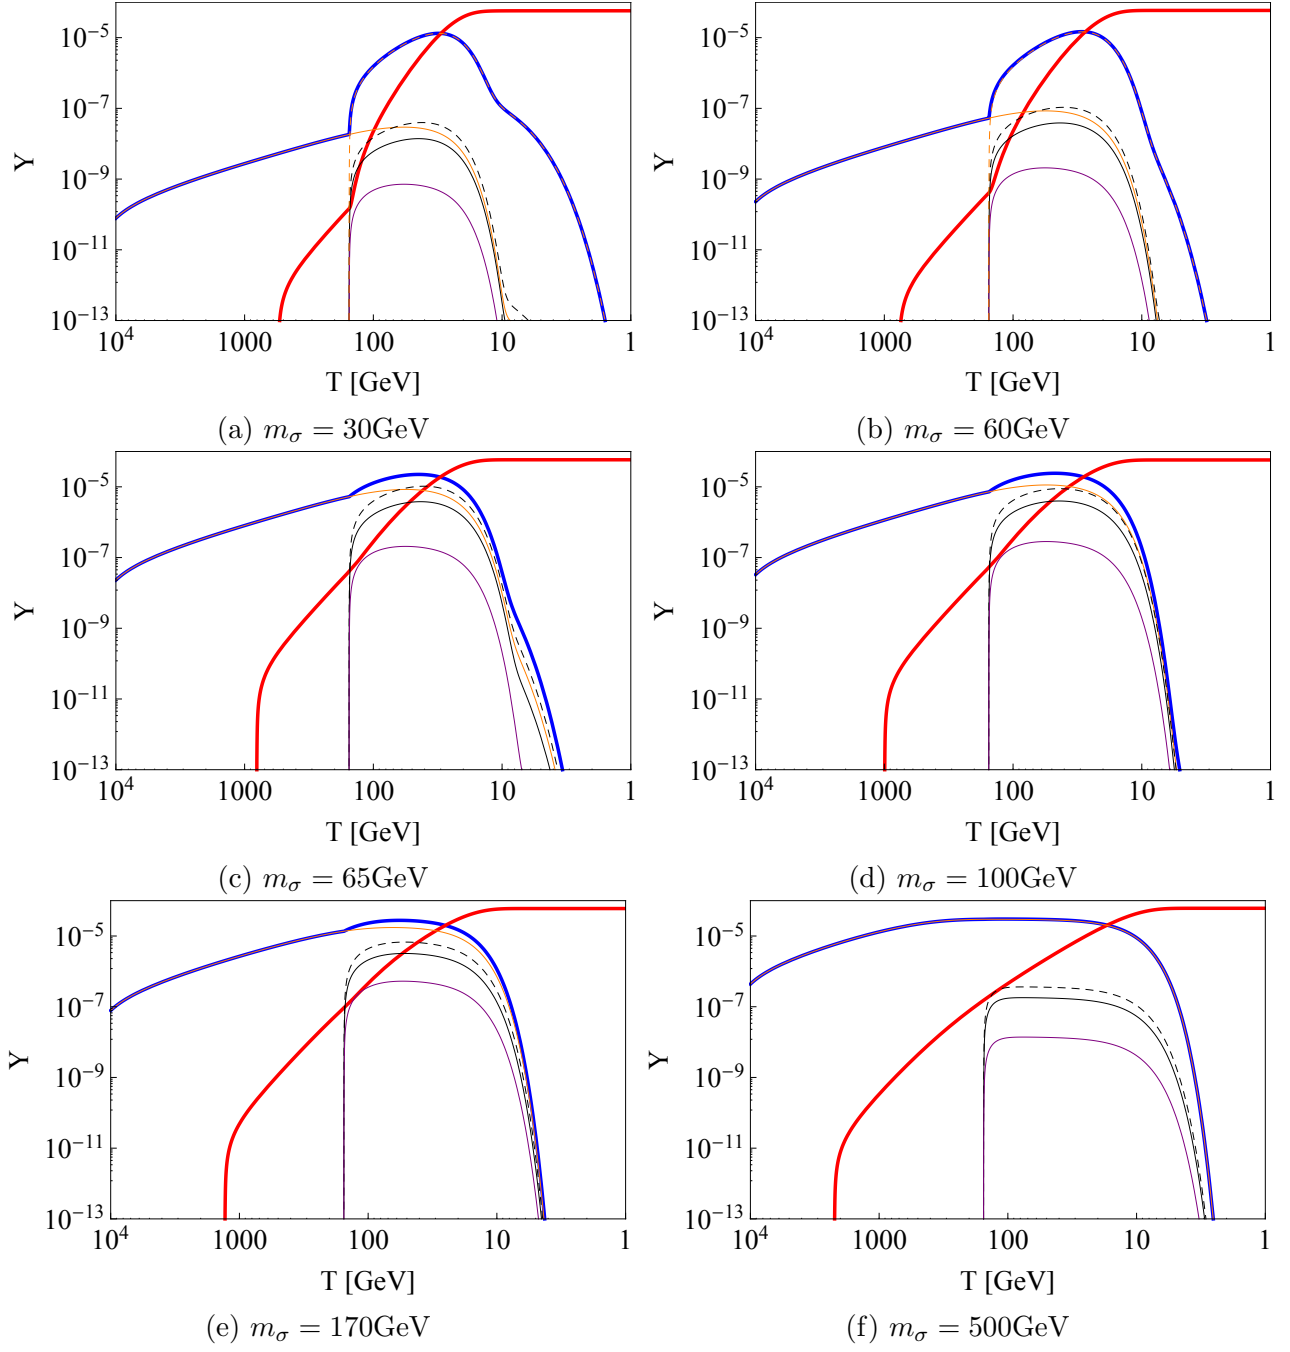 Y
10^{-5}
10^{-7}
10^{-9}
10^{-11}
10^{-13}
10^4 1000 100 10 1
T [GeV]
(a) m_σ = 30GeV
Y
10^{-5}
10^{-7}
10^{-9}
10^{-11}
10^{-13}
10^4 1000 100 10 1
T [GeV]
(b) m_σ = 60GeV
Y
10^{-5}
10^{-7}
10^{-9}
10^{-11}
10^{-13}
10^4 1000 100 10 1
T [GeV]
(c) m_σ = 65GeV
Y
10^{-5}
10^{-7}
10^{-9}
10^{-11}
10^{-13}
10^4 1000 100 10 1
T [GeV]
(d) m_σ = 100GeV
Y
10^{-5}
10^{-7}
10^{-9}
10^{-11}
10^{-13}
10^4 1000 100 10 1
T [GeV]
(e) m_σ = 170GeV
Y
10^{-5}
10^{-7}
10^{-9}
10^{-11}
10^{-13}
10^4 1000 100 10 1
T [GeV]
(f) m_σ = 500GeV